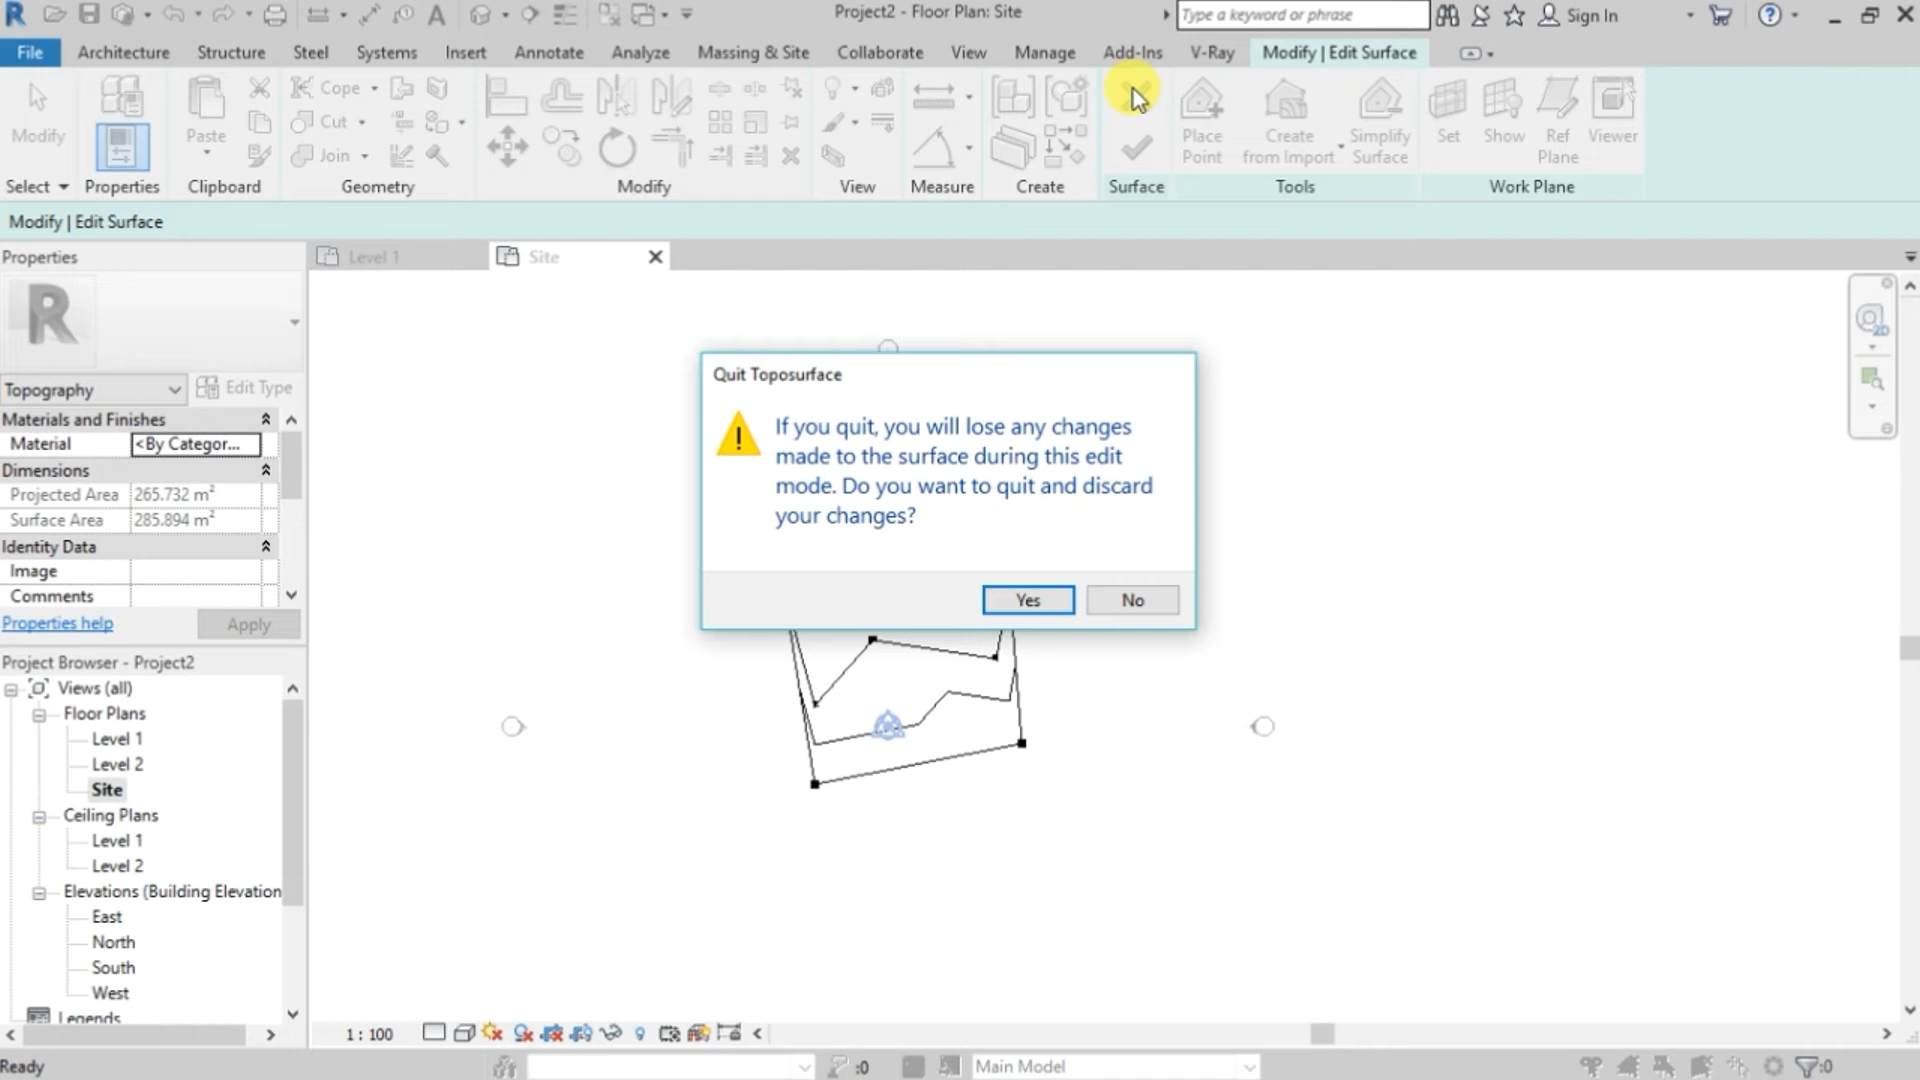 Project2 - Floor Plan: Site
Type a keyword or phrase
Sign In
File Architecture Structure Steel Systems Insert Annotate Analyze Massing & Site Collaborate View Manage Add-Ins V-Ray Modify | Edit Surface
Modify
Paste
Cope
Cut
Join
Place Point
Create from Import
Simplify Surface
Set
Show
Ref Plane
Viewer
Select Properties Clipboard Geometry Modify View Measure Create Surface Tools Work Plane
Modify | Edit Surface
Properties
Level 1
Site
R
Topography
Edit Type
Materials and Finishes
Material <By Categor...
Dimensions
Projected Area 265.732 m²
Surface Area 285.894 m²
Identity Data
Image
Comments
Properties help
Apply
Project Browser - Project2
Views (all)
Floor Plans
Level 1
Level 2
Site
Ceiling Plans
Level 1
Level 2
Elevations (Building Elevation
East
North
South
West
Legends
Quit Toposurface
If you quit, you will lose any changes
made to the surface during this edit
mode. Do you want to quit and discard
your changes?
Yes
No
2D
1 : 100
Ready
:0
Main Model
:0